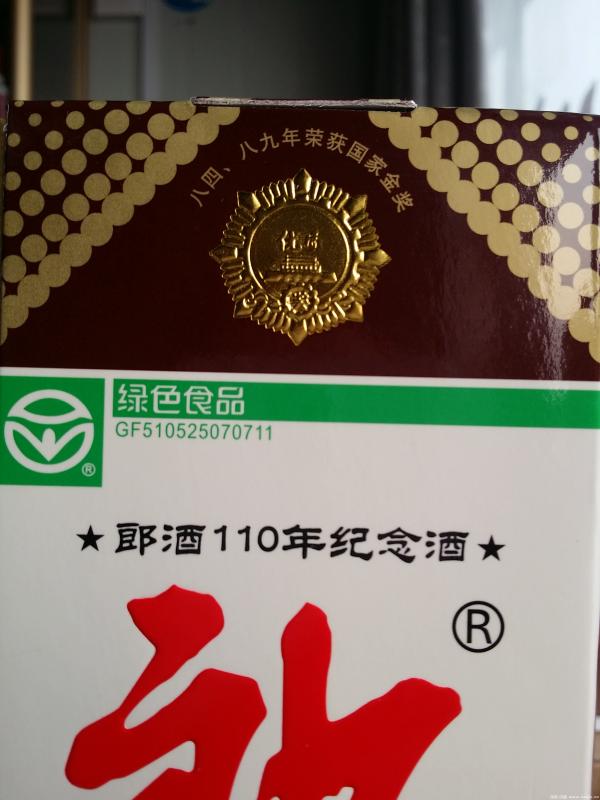 八四、八九年荣获国家金奖
绿色食品
GF510525070711
®
★郎酒110年纪念酒★
®